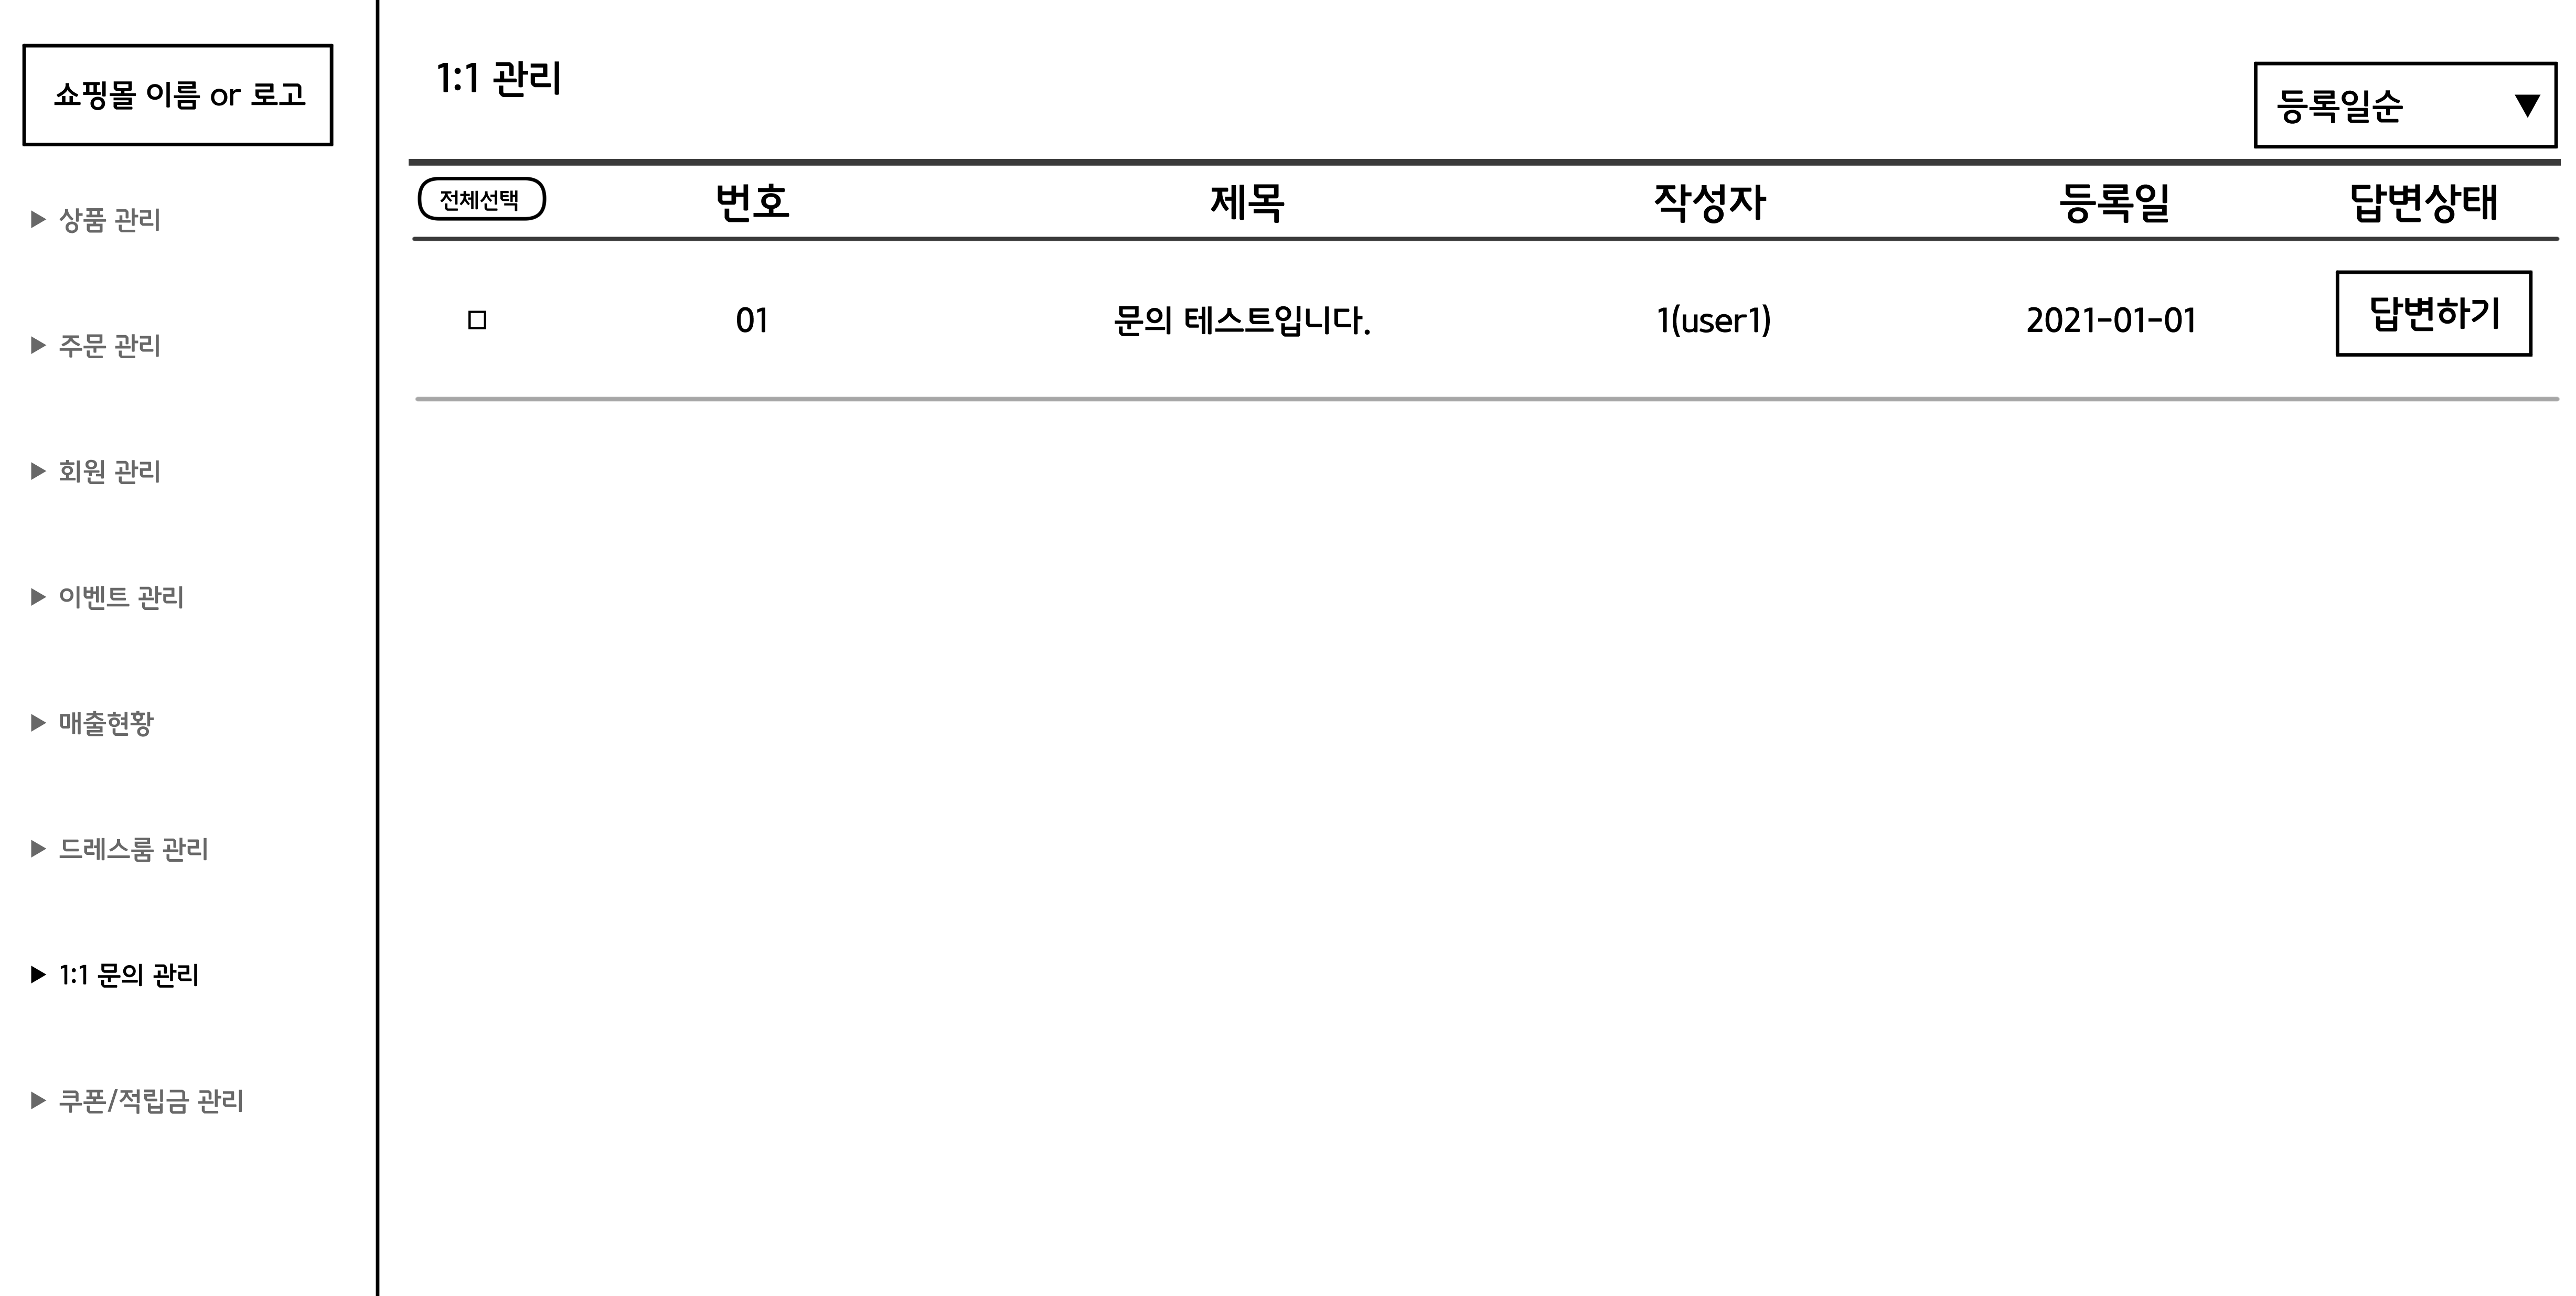 쇼핑몰 이름 or 로고
▶ 상품 관리
▶ 주문 관리
▶ 회원 관리
▶ 이벤트 관리
▶ 매출현황
▶ 드레스룸 관리
▶ 1:1 문의 관리
▶ 쿠폰/적립금 관리
1:1 관리
등록일순 ▼
전체선택 번호 제목 작성자 등록일 답변상태
01 문의 테스트입니다. 1(user1) 2021-01-01 답변하기